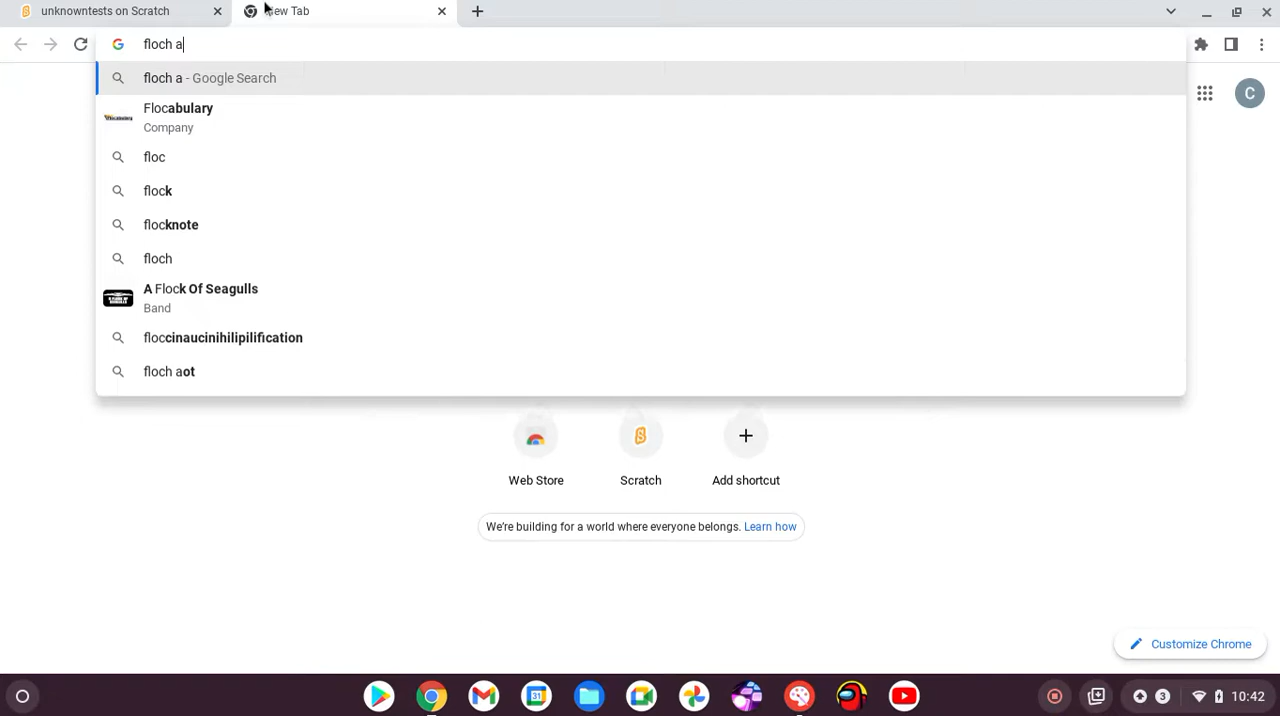 unknowntests on Scratch
New Tab
floch a
floch a - Google Search
Flocabulary
Company
floc
flock
flocknote
floch
A Flock Of Seagulls
Band
floccinaucinihilipilification
floch aot
C
Web Store
Scratch
Add shortcut
We're building for a world where everyone belongs. Learn how
Customize Chrome
31
3
10:42